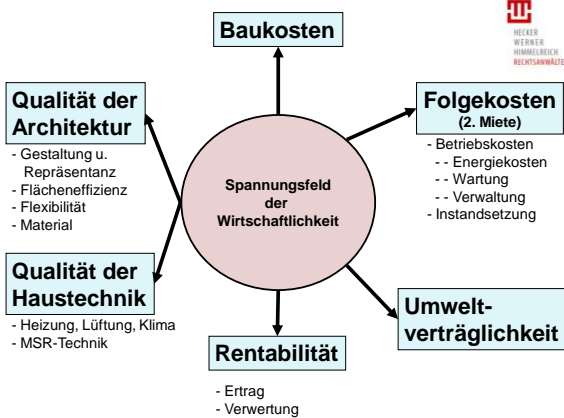 Baukosten
HECKER
WERNER
HIMMELREICH
RECHTSANWÄLTE
Qualität der
Architektur
- Gestaltung u.
Repräsentanz
- Flächeneffizienz
- Flexibilität
- Material
Folgekosten
(2. Miete)
- Betriebskosten
- - Energiekosten
- - Wartung
- - Verwaltung
- Instandsetzung
Spannungsfeld
der
Wirtschaftlichkeit
Qualität der
Haustechnik
- Heizung, Lüftung, Klima
- MSR-Technik
Umwelt-
verträglichkeit
Rentabilität
- Ertrag
- Verwertung